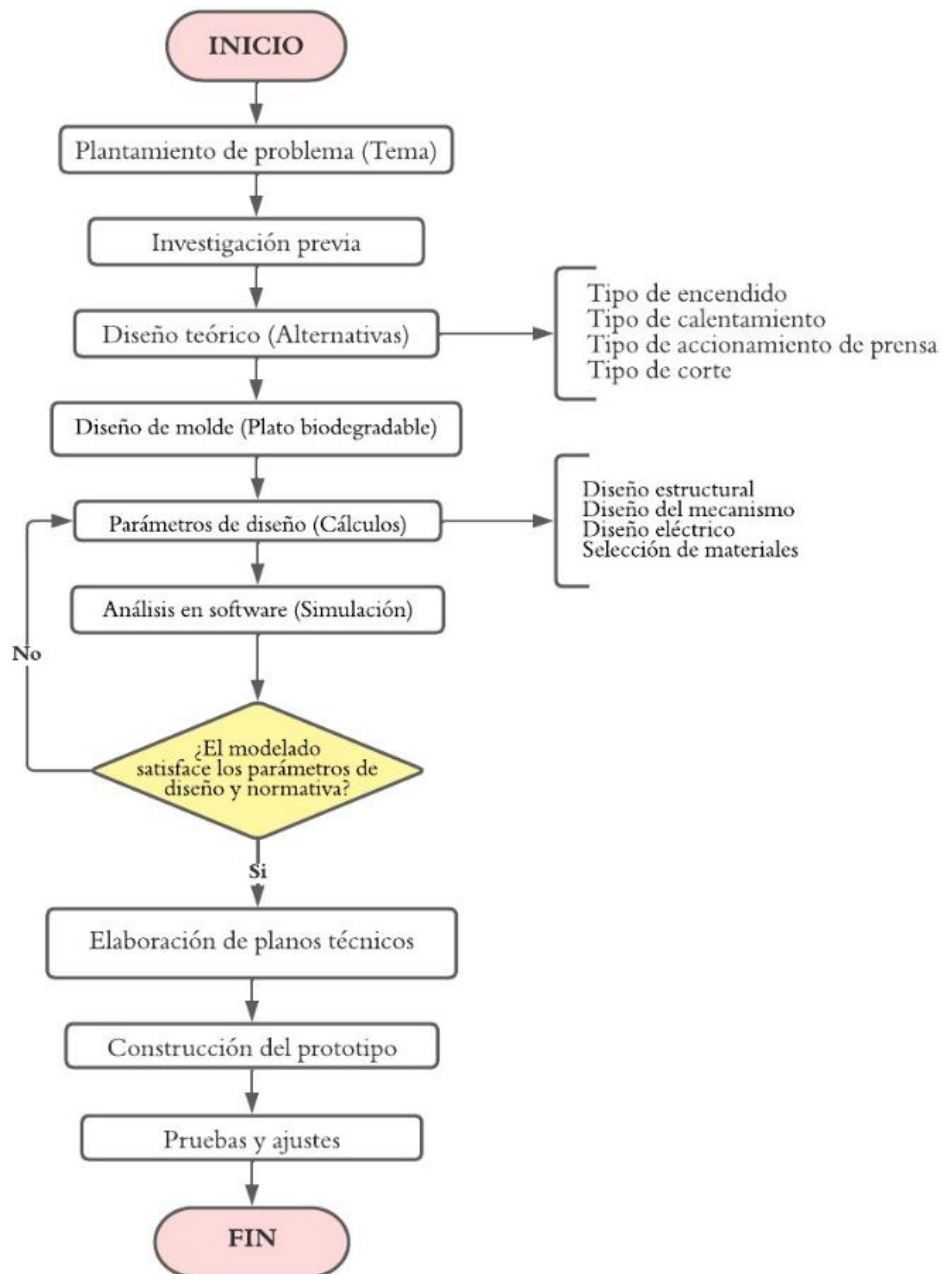 INICIO
Plantamiento de problema (Tema)
Investigación previa
Diseño teórico (Alternativas)
Tipo de encendido
Tipo de calentamiento
Tipo de accionamiento de prensa
Tipo de corte
Diseño de molde (Plato biodegradable)
Parámetros de diseño (Cálculos)
Diseño estructural
Diseño del mecanismo
Diseño eléctrico
Selección de materiales
Análisis en software (Simulación)
No
¿El modelado
satisface los parámetros de
diseño y normativa?
Si
Elaboración de planos técnicos
Construcción del prototipo
Pruebas y ajustes
FIN